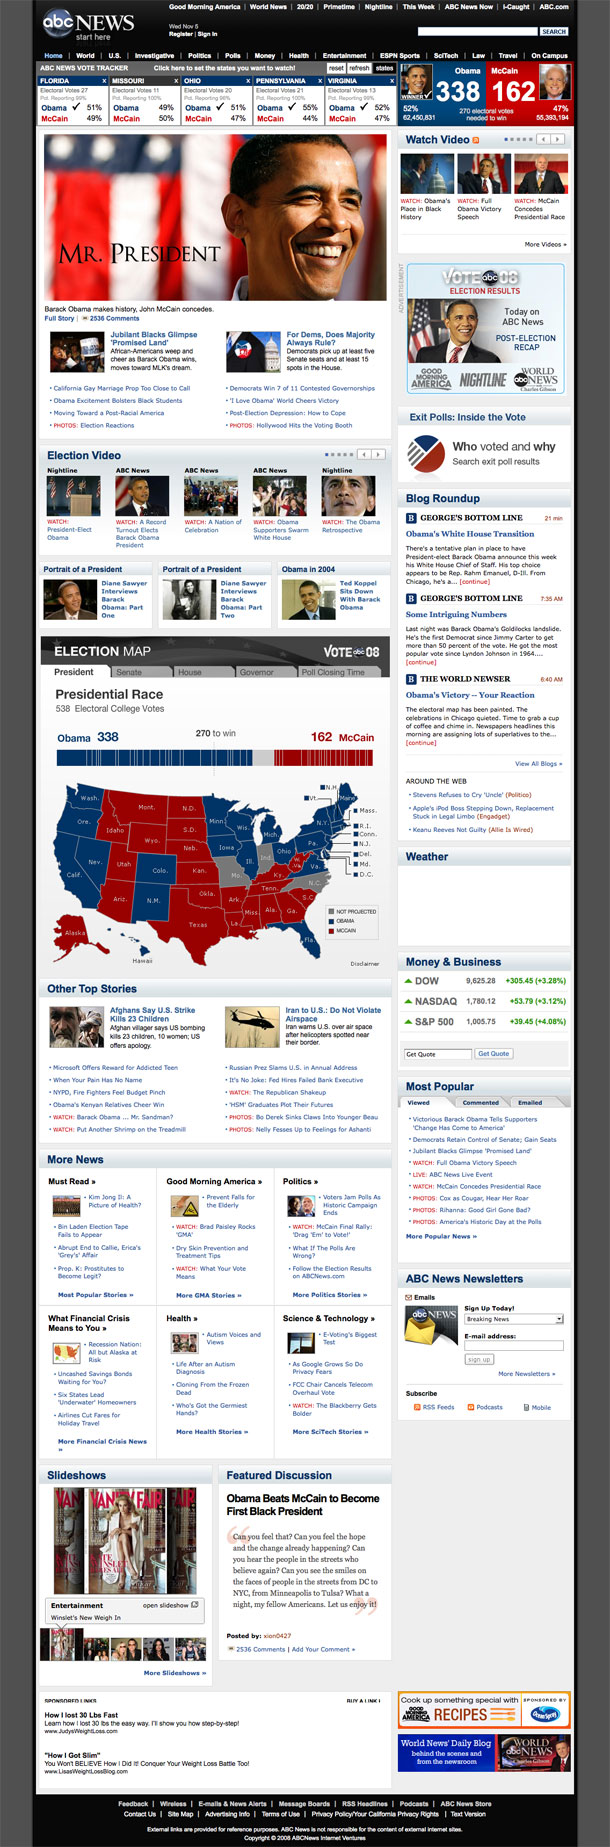 Good Morning America | World News | 20/20 | Primetime | Nightline | This Week | ABC News Now | I-Caught | ABC.com
abc NEWS
start here
Wed Nov 5
Register | Sign In
SEARCH
Home | World | U.S. | Investigative | Politics | Polls | Money | Health | Entertainment | ESPN Sports | SciTech | Law | Travel | On Campus
ABC NEWS VOTE TRACKER Click here to set the states you want to watch! reset refresh states
FLORIDA X
Electoral Votes 27
Pol. Reporting 99%
Obama 51%
McCain 49%
MISSOURI X
Electoral Votes 11
Pol. Reporting 100%
Obama 49%
McCain 50%
OHIO X
Electoral Votes 20
Obama 51%
McCain 47%
PENNSYLVANIA X
Electoral Votes 21
Obama 55%
McCain 44%
VIRGINIA X
Electoral Votes 13
Obama 52%
McCain 47%
WINNER
Obama McCain
338 162
270 electoral votes
needed to win
52% 47%
62,450,831 55,393,194
MR. PRESIDENT
Barack Obama makes history, John McCain concedes.
Full Story | 2536 Comments
Jubilant Blacks Glimpse
'Promised Land'
African-Americans weep and
cheer as Barack Obama wins,
moves toward MLK's dream.
For Dems, Does Majority
Always Rule?
Democrats pick up at least five
Senate seats and at least 15
spots in the House.
California Gay Marriage Prop Too Close to Call
Obama Excitement Bolsters Black Students
Moving Toward a Post-Racial America
PHOTOS: Election Reactions
Democrats Win 7 of 11 Contested Governorships
'I Love Obama' World Cheers Victory
Post-Election Depression: How to Cope
PHOTOS: Hollywood Hits the Voting Booth
Election Video
Nightline
WATCH:
President-Elect
Obama
ABC News
WATCH: A Record
Turnout Elects
Barack Obama
President
ABC News
WATCH: A Nation of
Celebration
ABC News
WATCH: Obama
Supporters Swarm
White House
Nightline
WATCH: The Obama
Retrospective
Portrait of a President
Diane Sawyer
Interviews
Barack
Obama: Part
One
Portrait of a President
Diane Sawyer
Interviews
Barack
Obama: Part
Two
Obama in 2004
Ted Koppel
Sits Down
With Barack
Obama
ELECTION MAP
VOTE abc 08
President Senate House Governor Poll Closing Time
Presidential Race
538 Electoral College Votes
Obama 338 270 to win 162 McCain
Wash.
Ore.
Calif.
Nev.
Idaho
Mont.
Wyo.
Utah
Ariz.
Colo.
N.M.
N.D.
S.D.
Neb.
Kan.
Okla.
Texas
Minn.
Iowa
Mo.
Ark.
La.
Wis.
Ill.
Mich.
Ind.
Ohio
Ky.
Tenn.
Miss.
Ala.
Ga.
Fla.
S.C.
N.C.
Va.
W. Va.
Pa.
N.Y.
Vt.
N.H.
Maine
Mass.
R.I.
Conn.
N.J.
Del.
Md.
D.C.
Alaska
Hawaii
NOT PROJECTED
OBAMA
MCCAIN
Disclaimer
Other Top Stories
Afghans Say U.S. Strike
Kills 23 Children
Afghan villager says US bombing
kills 23 children, 10 women; US
offers apology.
Iran to U.S.: Do Not Violate
Airspace
Iran warns U.S. over air space
after helicopters spotted near
their border.
Microsoft Offers Reward for Addicted Teen
When Your Pain Has No Name
NYPD, Fire Fighters Feel Budget Pinch
Obama's Kenyan Relatives Cheer Win
WATCH: Barack Obama ... Mr. Sandman?
WATCH: Put Another Shrimp on the Treadmill
Russian Prez Slams U.S. in Annual Address
It's No Joke: Fed Hires Failed Bank Executive
WATCH: The Republican Shakeup
'HSM' Graduates Plot Their Futures
PHOTOS: Bo Derek Sinks Claws Into Younger Beau
PHOTOS: Nelly Fesses Up to Feelings for Ashanti
More News
Must Read »
Kim Jong Il: A
Picture of Health?
Bin Laden Election Tape
Fails to Appear
Abrupt End to Callie, Erica's
'Grey's' Affair
Prop. K: Prostitutes to
Become Legit?
Most Popular Stories »
Good Morning America »
Prevent Falls for
the Elderly
WATCH: Brad Paisley Rocks
'GMA'
Dry Skin Prevention and
Treatment Tips
WATCH: What Your Vote
Means
More GMA Stories »
Politics »
Voters Jam Polls As
Historic Campaign
Ends
WATCH: McCain Final Rally:
'Drag 'Em' to Vote!'
What If The Polls Are
Wrong?
Follow the Election Results
on ABCNews.com
More Politics Stories »
What Financial Crisis
Means to You »
Recession Nation:
All but Alaska at
Risk
Uncashed Savings Bonds
Waiting for You?
Six States Lead
'Underwater' Homeowners
Airlines Cut Fares for
Holiday Travel
More Financial Crisis News
»
Health »
Autism Voices and
Views
Life After an Autism
Diagnosis
Cloning From the Frozen
Dead
Who's Got the Germiest
Hands?
More Health Stories »
Science & Technology »
E-Voting's Biggest
Test
As Google Grows So Do
Privacy Fears
FCC Chair Cancels Telecom
Overhaul Vote
WATCH: The BlackBerry Gets
Bolder
More SciTech Stories »
Slideshows
VANITY FAIR
Entertainment open slideshow
Winslet's New Weigh In
More Slideshows »
Featured Discussion
Obama Beats McCain to Become
First Black President
Can you feel that? Can you feel the hope
and the change already happening? Can
you hear the people in the streets who
believe again? Can you see the smiles on
the faces of people in the streets from DC to
NYC, from Minneapolis to Tulsa? What a
night, my fellow Americans. Let us enjoy it!
Posted by: xion0427
2536 Comments | Add Your Comment »
SPONSORED LINKS BUY A LINK
How I lost 30 Lbs Fast
Learn how I lost 30 lbs the easy way. I'll show you how step-by-step!
www.JudysWeightLoss.com
"How I Got Slim"
You Won't BELIEVE How I Did It! Conquer Your Weight Loss Battle Too!
www.LisasWeightLossBlog.com
Watch Video
WATCH: Obama's
Place in Black
History
WATCH: Full
Obama Victory
Speech
WATCH: McCain
Concedes
Presidential Race
More Videos »
ADVERTISEMENT
VOTE abc 08
ELECTION RESULTS
Today on
ABC News
POST-ELECTION
RECAP
GOOD MORNING AMERICA
NIGHTLINE
abc WORLD NEWS
Charles Gibson
Exit Polls: Inside the Vote
Who voted and why
Search exit poll results
Blog Roundup
B GEORGE'S BOTTOM LINE 21 min
Obama's White House Transition
There's a tentative plan in place to have
President-elect Barack Obama announce this week
his White House Chief of Staff. His top choice
appears to be Rep. Rahm Emanuel, D-Ill. From
Chicago, he's a... [continue]
B GEORGE'S BOTTOM LINE 7:35 AM
Some Intriguing Numbers
Last night was Barack Obama's Goldilocks landslide.
He's the first Democrat since Jimmy Carter to get
more than 50 percent of the vote. He got the most
popular vote since Lyndon Johnson in 1964....
[continue]
B THE WORLD NEWSER 6:40 AM
Obama's Victory -- Your Reaction
The electoral map has been painted. The
celebrations in Chicago quieted. Time to grab a cup
of coffee and chime in. Newspapers headlines this
morning are assigning lots of superlatives to the...
[continue]
View All Blogs »
AROUND THE WEB
Stevens Refuses to Cry 'Uncle' (Politico)
Apple's iPod Boss Stepping Down, Replacement
Stuck in Legal Limbo (Engadget)
Keanu Reeves Not Guilty (Allie Is Wired)
Weather
Money & Business
DOW 9,625.28 +305.45 (+3.28%)
NASDAQ 1,780.12 +53.79 (+3.12%)
S&P 500 1,005.75 +39.45 (+4.08%)
Get Quote Get Quote
Most Popular
Viewed Commented Emailed
Victorious Barack Obama Tells Supporters
'Change Has Come to America'
Democrats Retain Control of Senate; Gain Seats
Jubilant Blacks Glimpse 'Promised Land'
WATCH: Full Obama Victory Speech
LIVE: ABC News Live Event
WATCH: McCain Concedes Presidential Race
PHOTOS: Cox as Cougar, Hear Her Roar
PHOTOS: Rihanna: Good Girl Gone Bad?
PHOTOS: America's Historic Day at the Polls
More Popular News »
ABC News Newsletters
Emails
Sign Up Today!
Breaking News
E-mail address:
sign up
More Newsletters »
Subscribe
RSS Feeds Podcasts Mobile
Cook up something special with
GOOD MORNING AMERICA RECIPES
SPONSORED BY
Ocean Spray
World News' Daily Blog
behind the scenes and
from the newsroom
abc WORLD NEWS
Charles Gibson
Feedback | Wireless | E-mails & News Alerts | Message Boards | RSS Headlines | Podcasts | ABC News Store
Contact Us | Site Map | Advertising Info | Terms of Use | Privacy Policy/Your California Privacy Rights | Text Version
External links are provided for reference purposes. ABC News is not responsible for the content of external internet sites.
Copyright © 2008 ABCNews Internet Ventures